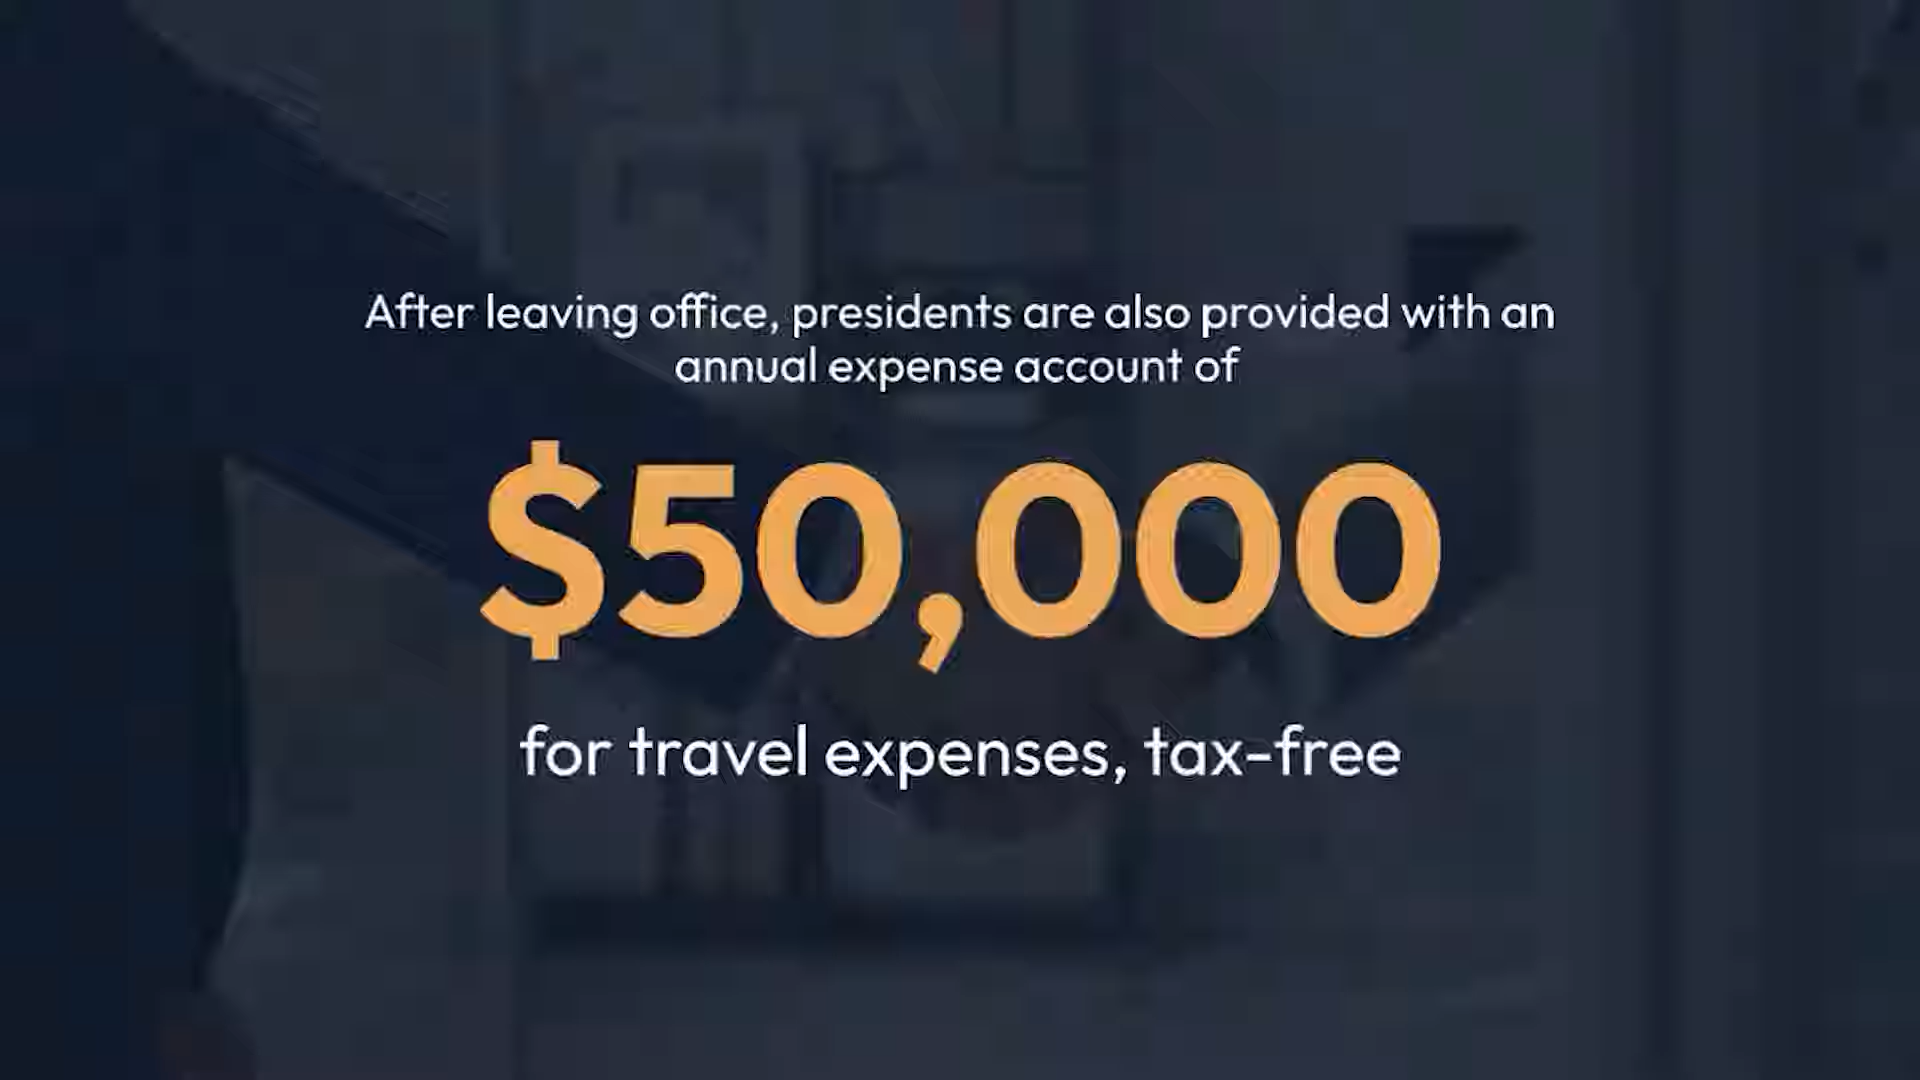 After leaving office, presidents are also provided with an
annual expense account of
$50,000
for travel expenses, tax-free